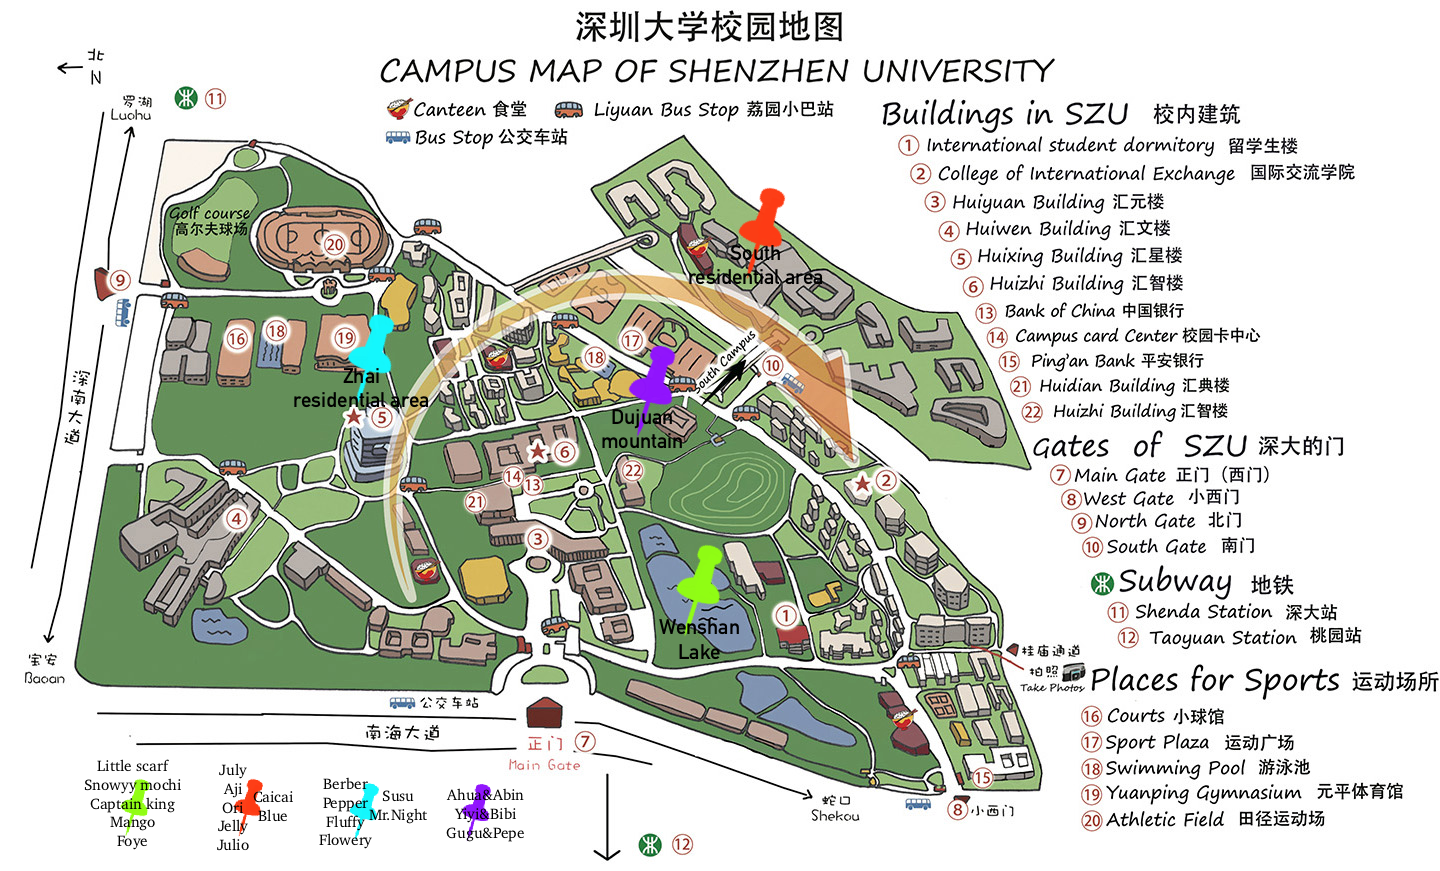 深圳大学校园地图
CAMPUS MAP OF SHENZHEN UNIVERSITY
北
N
Canteen 食堂
Liyuan Bus Stop 荔园小巴站
Bus Stop 公交车站
罗湖
Luohu
11
Buildings in SZU 校内建筑
1 International student dormitory 留学生楼
2 College of International Exchange 国际交流学院
3 Huiyuan Building 汇元楼
4 Huiwen Building 汇文楼
5 Huixing Building 汇星楼
6 Huizhi Building 汇智楼
13 Bank of China 中国银行
14 Campus card Center 校园卡中心
15 Ping'an Bank 平安银行
21 Huidian Building 汇典楼
22 Huizhi Building 汇智楼
Gates of SZU 深大的门
7 Main Gate 正门（西门）
8 West Gate 小西门
9 North Gate 北门
10 South Gate 南门
Subway 地铁
11 Shenda Station 深大站
12 Taoyuan Station 桃园站
Places for Sports 运动场所
16 Courts 小球馆
17 Sport Plaza 运动广场
18 Swimming Pool 游泳池
19 Yuanping Gymnasium 元平体育馆
20 Athletic Field 田径运动场
Golf course
高尔夫球场
20
9
16
18
19
17
18
10
South
residential area
South Campus
Zhai
residential area
5
Dujuan
mountain
6
14
13
22
2
21
4
3
1
Wenshan
Lake
深南大道
宝安
Baoan
桂庙通道
拍照
Take Photos
公交车站
南海大道
正门 7
Main Gate
15
蛇口
Shekou
8 小西门
12
Little scarf
Snowyy mochi
Captain king
Mango
Foye
July
Aji
Ori
Jelly
Julio
Caicai
Blue
Berber
Pepper
Fluffy
Flowery
Susu
Mr.Night
Ahua&Abin
Yiyi&Bibi
Gugu&Pepe